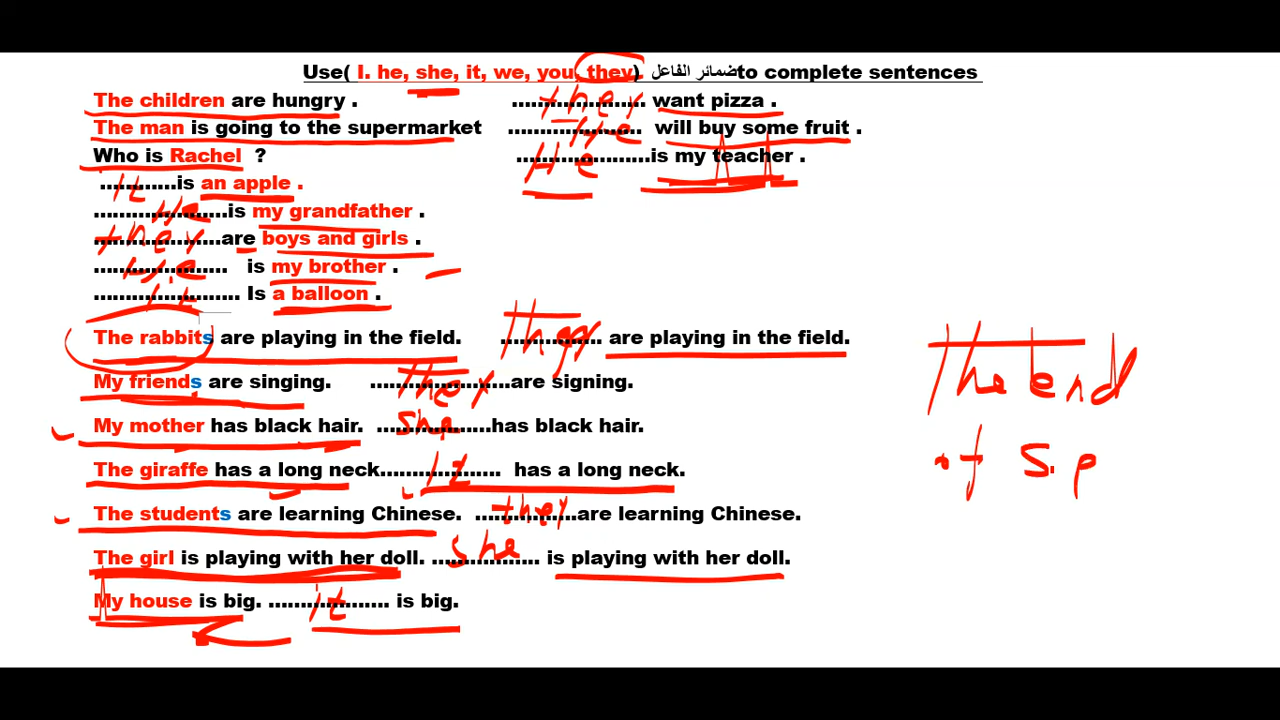 Use( I. he, she, it, we, you, they) ضمائر الفاعل to complete sentences
The children are hungry . .......they....... want pizza .
The man is going to the supermarket .......He....... will buy some fruit .
Who is Rachel ? .......He.......is my teacher .
....It....is an apple .
.......He.......is my grandfather .
.......they.......are boys and girls .
.......He....... is my brother .
.......It....... Is a balloon .
The rabbits are playing in the field. .......They....... are playing in the field.
My friends are singing. .......they.......are signing.
My mother has black hair. .......she.......has black hair.
The giraffe has a long neck.......It....... has a long neck.
The students are learning Chinese. .......they.......are learning Chinese.
The girl is playing with her doll. .......she....... is playing with her doll.
My house is big. .......it....... is big.
The end
of S.p